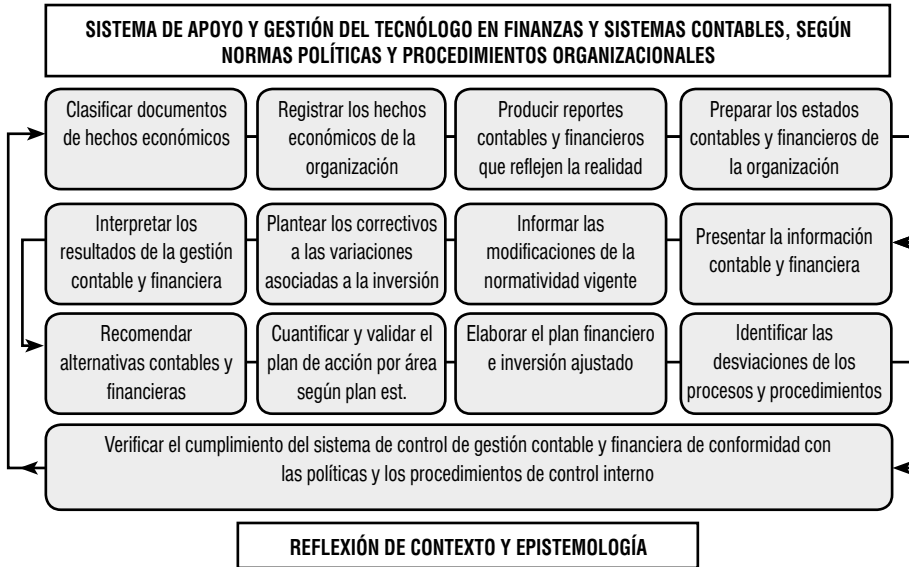 SISTEMA DE APOYO Y GESTIÓN DEL TECNÓLOGO EN FINANZAS Y SISTEMAS CONTABLES, SEGÚN
NORMAS POLÍTICAS Y PROCEDIMIENTOS ORGANIZACIONALES
Clasificar documentos
de hechos económicos
Registrar los hechos
económicos de la
organización
Producir reportes
contables y financieros
que reflejen la realidad
Preparar los estados
contables y financieros de
la organización
Interpretar los
resultados de la gestión
contable y financiera
Plantear los correctivos
a las variaciones
asociadas a la inversión
Informar las
modificaciones de la
normatividad vigente
Presentar la información
contable y financiera
Recomendar
alternativas contables y
financieras
Cuantificar y validar el
plan de acción por área
según plan est.
Elaborar el plan financiero
e inversión ajustado
Identificar las
desviaciones de los
procesos y procedimientos
Verificar el cumplimiento del sistema de control de gestión contable y financiera de conformidad con
las políticas y los procedimientos de control interno
REFLEXIÓN DE CONTEXTO Y EPISTEMOLOGÍA